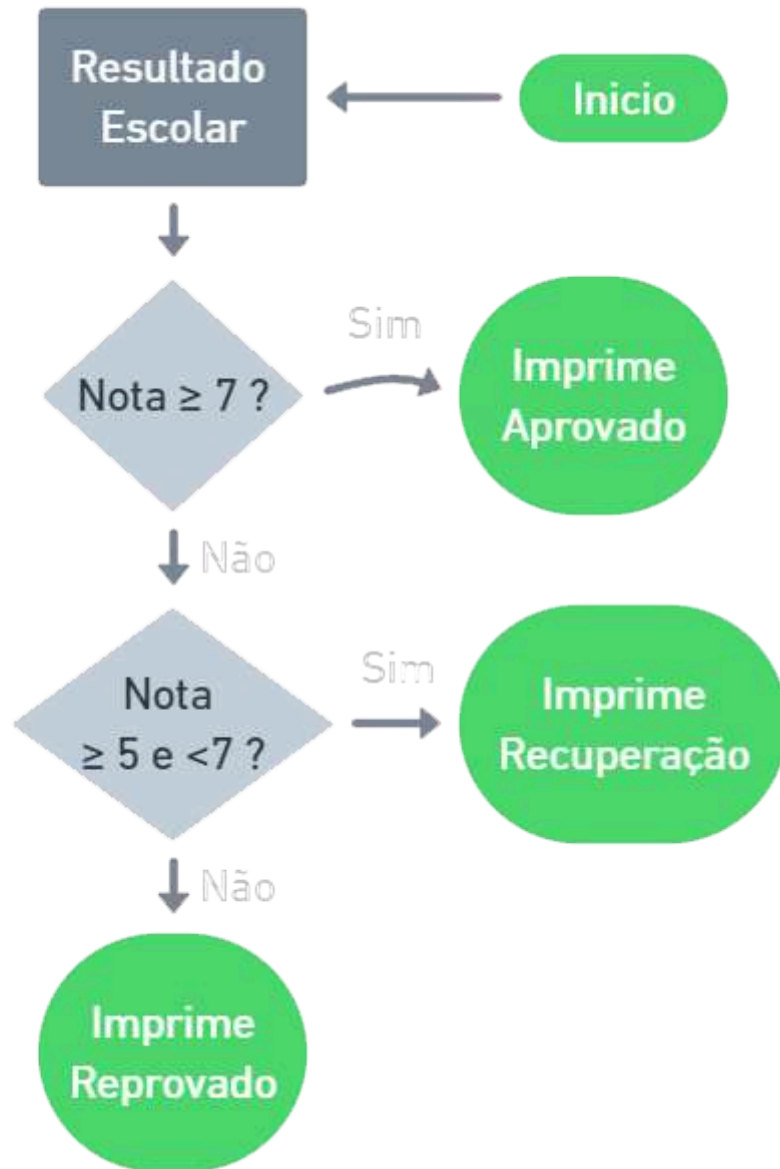 Resultado
Escolar
Inicio
Nota ≥ 7 ?
Sim
Imprime
Aprovado
Não
Nota
≥ 5 e <7 ?
Sim
Imprime
Recuperação
Não
Imprime
Reprovado